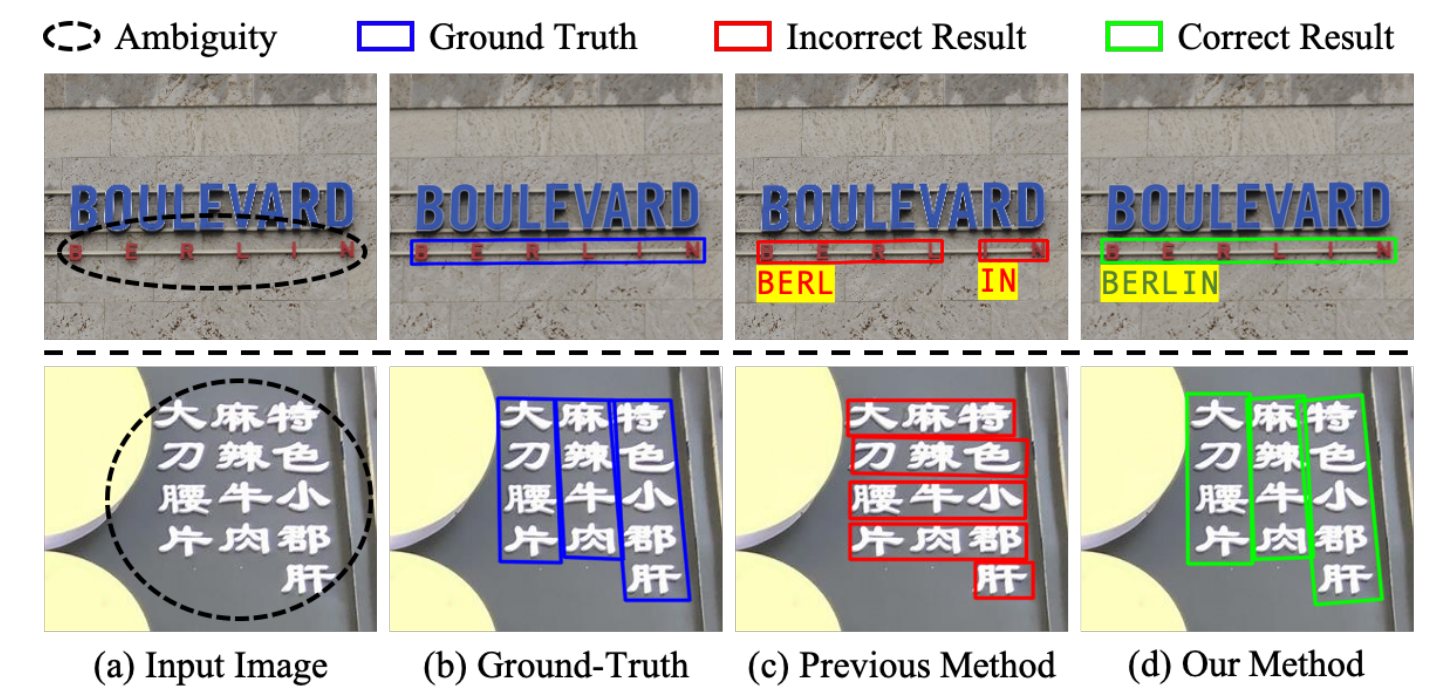 Ambiguity Ground Truth Incorrect Result Correct Result
BOULEVARD BOULEVARD BOULEVARD BOULEVARD
BERLIN BERLIN BERLIN BERLIN
BERL IN BERLIN
大麻特 大麻特 大麻特 大麻特
刀辣色 刀辣色 刀辣色 刀辣色
腰牛小 腰牛小 腰牛小 腰牛小
片肉郡 片肉郡 片肉郡 片肉郡
肝 肝 肝 肝
(a) Input Image (b) Ground-Truth (c) Previous Method (d) Our Method